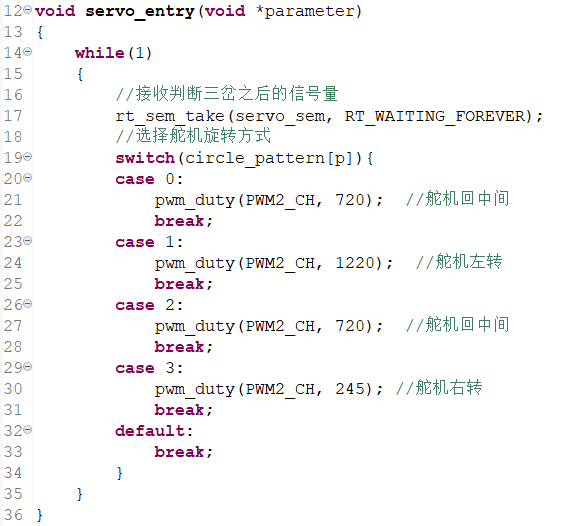 12 void servo_entry(void *parameter)
13 {
14     while(1)
15     {
16         //接收判断三岔之后的信号量
17         rt_sem_take(servo_sem, RT_WAITING_FOREVER);
18         //选择舵机旋转方式
19         switch(circle_pattern[p]){
20         case 0:
21             pwm_duty(PWM2_CH, 720);  //舵机回中间
22             break;
23         case 1:
24             pwm_duty(PWM2_CH, 1220);  //舵机左转
25             break;
26         case 2:
27             pwm_duty(PWM2_CH, 720);  //舵机回中间
28             break;
29         case 3:
30             pwm_duty(PWM2_CH, 245); //舵机右转
31             break;
32         default:
33             break;
34         }
35     }
36 }